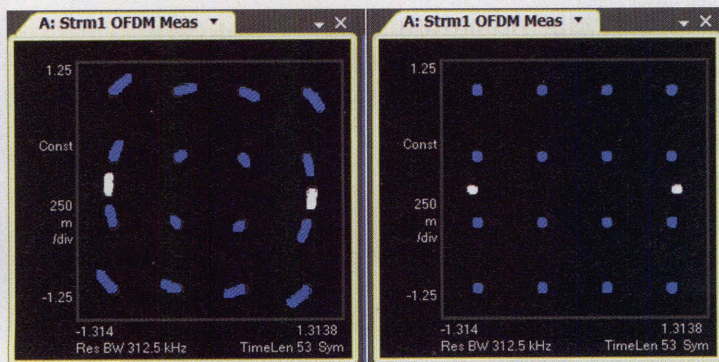 A: Strm1 OFDM Meas
1.25
Const
250
m
/div
-1.25
-1.314
1.3138
Res BW 312.5 kHz
TimeLen 53 Sym
A: Strm1 OFDM Meas
1.25
Const
250
m
/div
-1.25
-1.314
1.3138
Res BW 312.5 kHz
TimeLen 53 Sym